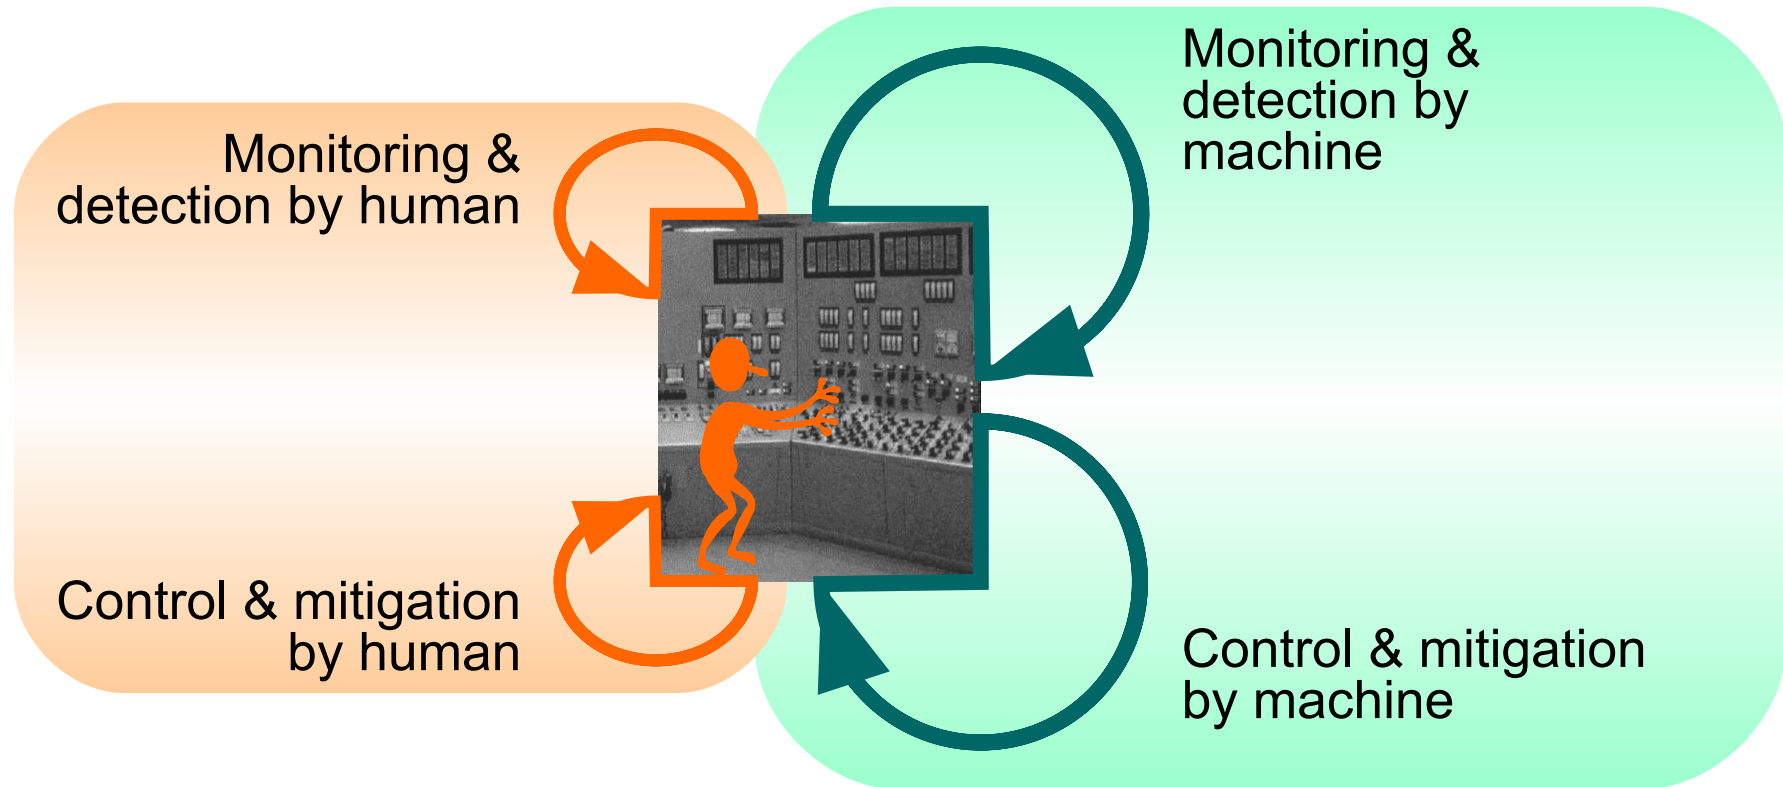 Monitoring &
detection by human
Control & mitigation
by human
Monitoring &
detection by
machine
Control & mitigation
by machine